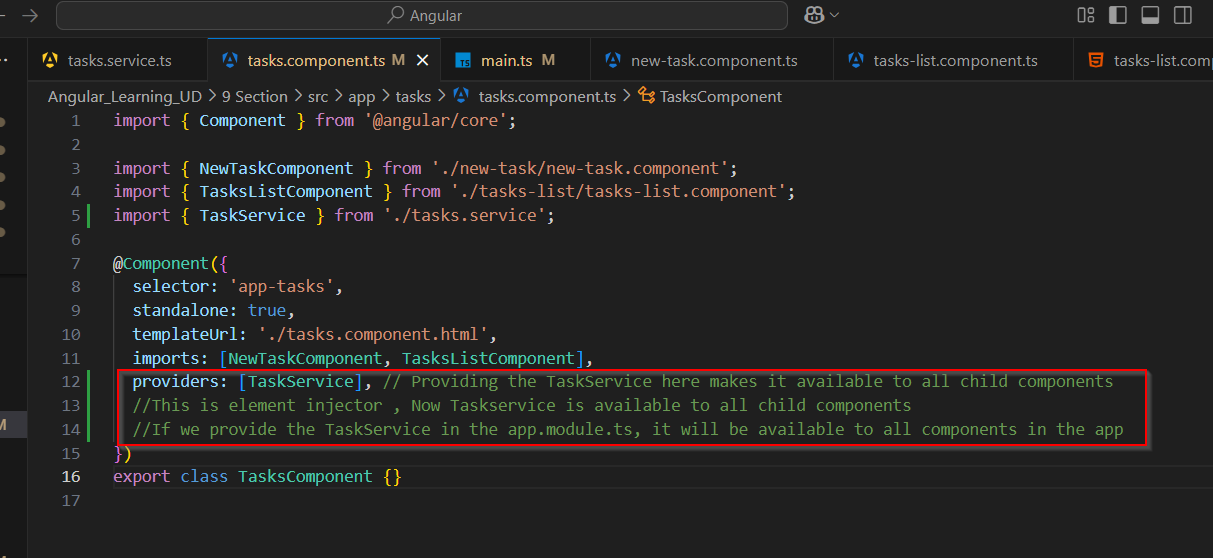 Angular
tasks.service.ts
tasks.component.ts M
main.ts M
new-task.component.ts
tasks-list.component.ts
Angular_Learning_UD > 9 Section > src > app > tasks > tasks.component.ts > TasksComponent
1 import { Component } from '@angular/core';
2
3 import { NewTaskComponent } from './new-task/new-task.component';
4 import { TasksListComponent } from './tasks-list/tasks-list.component';
5 import { TaskService } from './tasks.service';
6
7 @Component({
8 selector: 'app-tasks',
9 standalone: true,
10 templateUrl: './tasks.component.html',
11 imports: [NewTaskComponent, TasksListComponent],
12 providers: [TaskService], // Providing the TaskService here makes it available to all child components
13 //This is element injector , Now Taskservice is available to all child components
14 //If we provide the TaskService in the app.module.ts, it will be available to all components in the app
15 })
16 export class TasksComponent {}
17